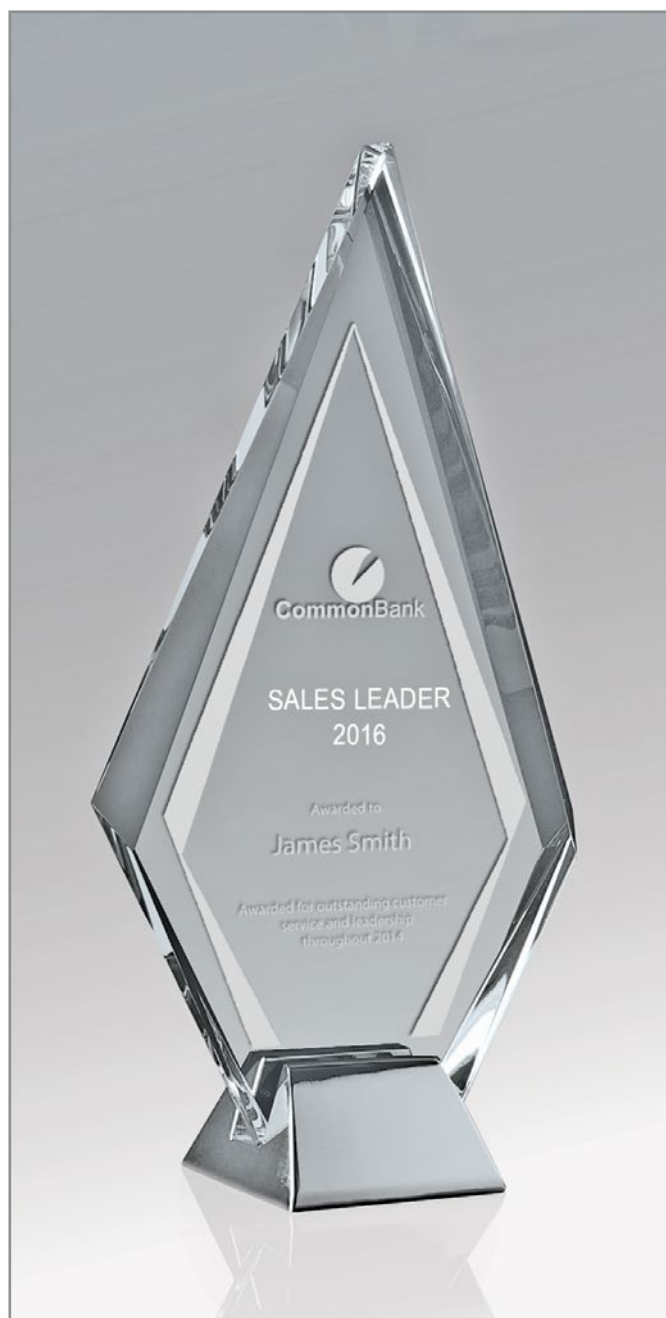 CommonBank
SALES LEADER
2016
Awarded to
James Smith
Awarded for outstanding customer
service and leadership
throughout 2014